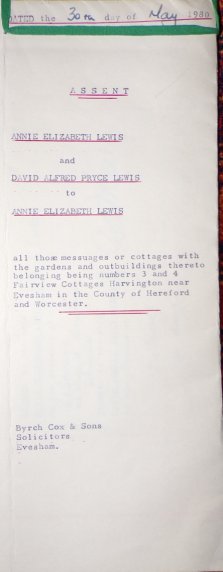 DATED the 30th day of May 1980
ASSENT
ANNIE ELIZABETH LEWIS
and
DAVID ALFRED PRYCE LEWIS
to
ANNIE ELIZABETH LEWIS
all those messuages or cottages with
the gardens and outbuildings thereto
belonging being numbers 3 and 4
Fairview Cottages Harvington near
Evesham in the County of Hereford
and Worcester.
Byrch Cox & Sons
Solicitors
Evesham.